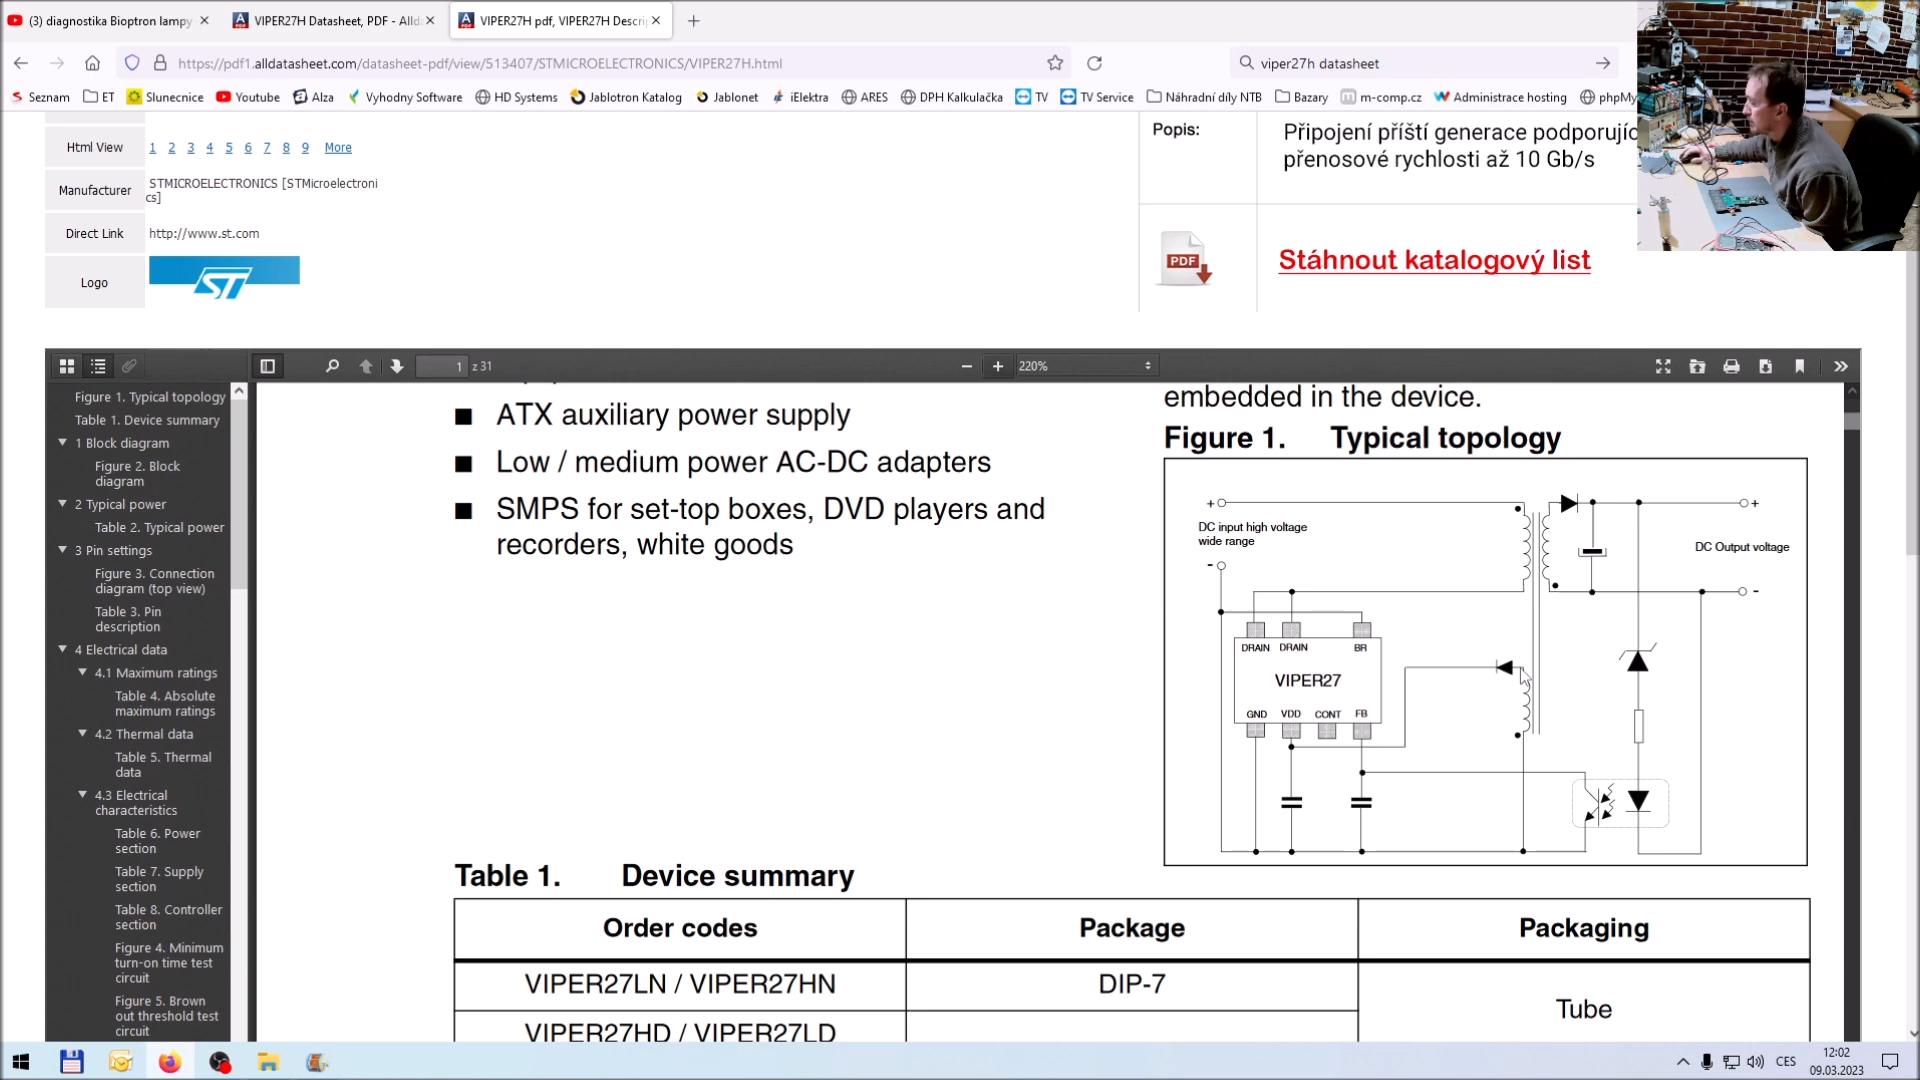 (3) diagnostika Bioptron lampy
VIPER27H Datasheet, PDF - Alld
VIPER27H pdf, VIPER27H Descri
https://pdf1.alldatasheet.com/datasheet-pdf/view/513407/STMICROELECTRONICS/VIPER27H.html
viper27h datasheet
Seznam
ET
Slunecnice
Youtube
Alza
Vyhodny Software
HD Systems
Jablotron Katalog
Jablonet
iElektra
ARES
DPH Kalkulačka
TV
TV Service
Náhradní díly NTB
Bazary
m-comp.cz
Administrace hosting
phpMy
Html View
1 2 3 4 5 6 7 8 9 More
Manufacturer
STMICROELECTRONICS [STMicroelectroni
cs]
Direct Link
http://www.st.com
Logo
ST
Popis:
Připojení příští generace podporujíc
přenosové rychlosti až 10 Gb/s
PDF
Stáhnout katalogový list
1 z 31
220%
Figure 1. Typical topology
Table 1. Device summary
1 Block diagram
Figure 2. Block
diagram
2 Typical power
Table 2. Typical power
3 Pin settings
Figure 3. Connection
diagram (top view)
Table 3. Pin
description
4 Electrical data
4.1 Maximum ratings
Table 4. Absolute
maximum ratings
4.2 Thermal data
Table 5. Thermal
data
4.3 Electrical
characteristics
Table 6. Power
section
Table 7. Supply
section
Table 8. Controller
section
Figure 4. Minimum
turn-on time test
circuit
Figure 5. Brown
out threshold test
circuit
ATX auxiliary power supply
Low / medium power AC-DC adapters
SMPS for set-top boxes, DVD players and
recorders, white goods
embedded in the device.
Figure 1. Typical topology
+
DC input high voltage
wide range
-
+
DC Output voltage
-
DRAIN DRAIN BR
VIPER27
GND VDD CONT FB
Table 1. Device summary
Order codes Package Packaging
VIPER27LN / VIPER27HN DIP-7
Tube
VIPER27HD / VIPER27LD
CES
12:02
09.03.2023